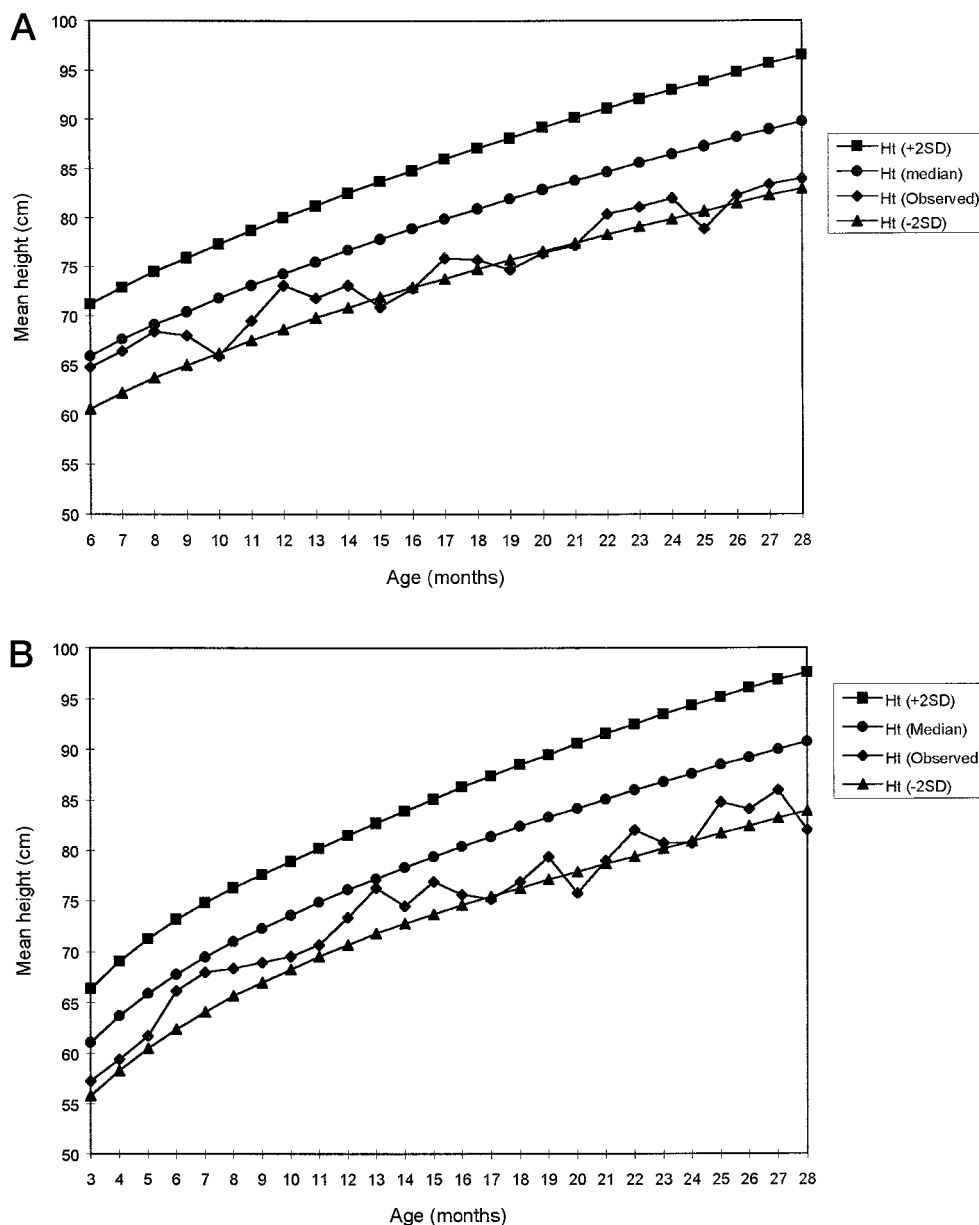 A
100
95
90
85
80
75
70
65
60
55
50
Mean height (cm)
6 7 8 9 10 11 12 13 14 15 16 17 18 19 20 21 22 23 24 25 26 27 28
Age (months)
Ht (+2SD)
Ht (median)
Ht (Observed)
Ht (-2SD)
B
100
95
90
85
80
75
70
65
60
55
50
Mean height (cm)
3 4 5 6 7 8 9 10 11 12 13 14 15 16 17 18 19 20 21 22 23 24 25 26 27 28
Age (months)
Ht (+2SD)
Ht (Median)
Ht (Observed
Ht (-2SD)